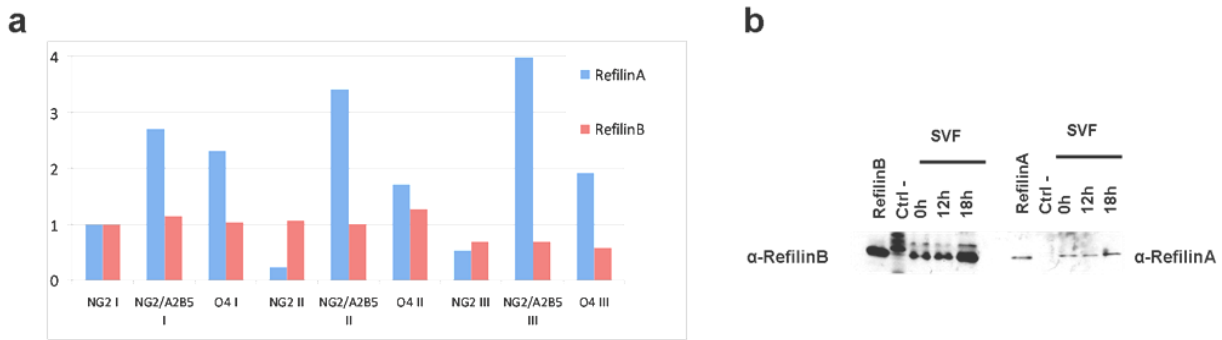 a
4
3
2
1
0
NG2 I
NG2/A2B5 I
O4 I
NG2 II
NG2/A2B5 II
O4 II
NG2 III
NG2/A2B5 III
O4 III
RefilinA
RefilinB
b
SVF
SVF
RefilinB
Ctrl -
0h
12h
18h
RefilinA
Ctrl -
0h
12h
18h
α-RefilinB
α-RefilinA